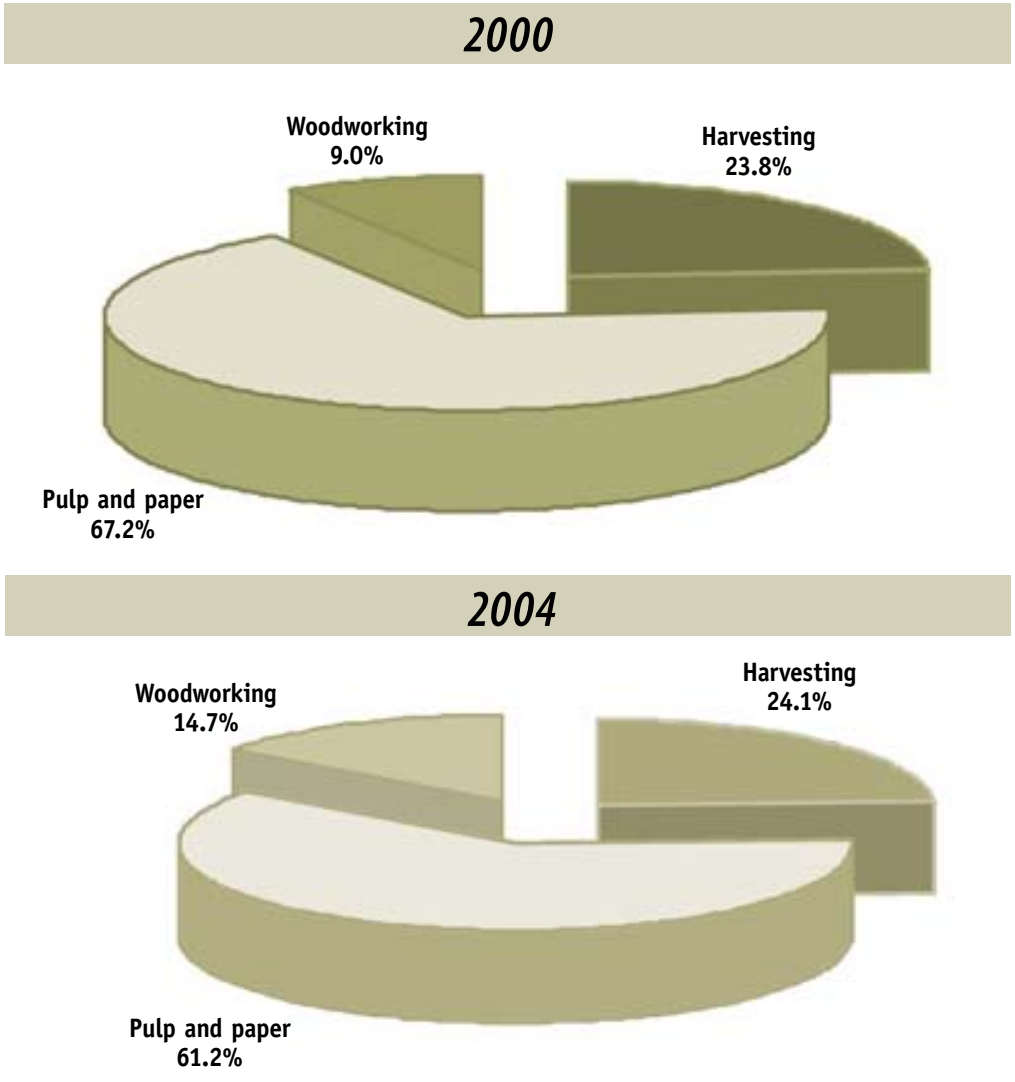 2000
Woodworking
9.0%
Harvesting
23.8%
Pulp and paper
67.2%
2004
Woodworking
14.7%
Harvesting
24.1%
Pulp and paper
61.2%